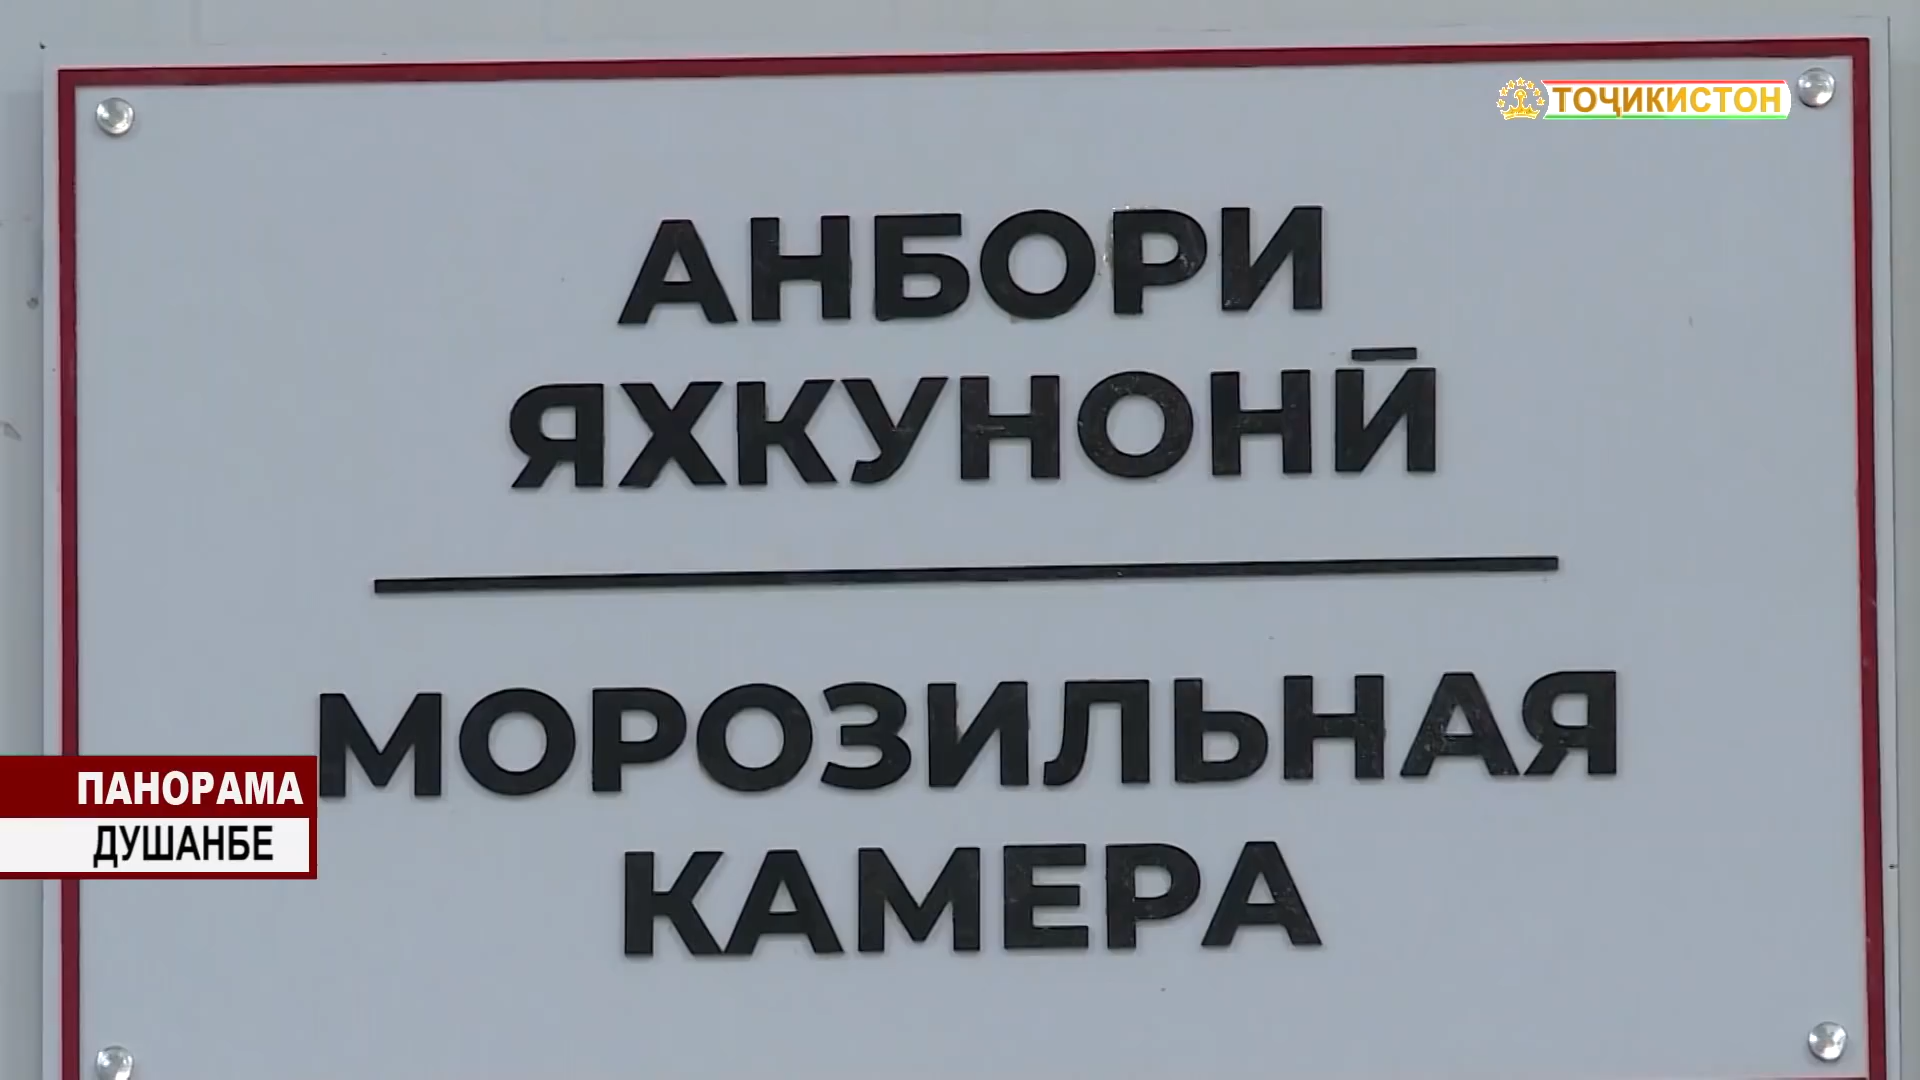 ТОҶИКИСТОН
АНБОРИ
ЯХКУНОНӢ
МОРОЗИЛЬНАЯ
КАМЕРА
ПАНОРАМА
ДУШАНБЕ